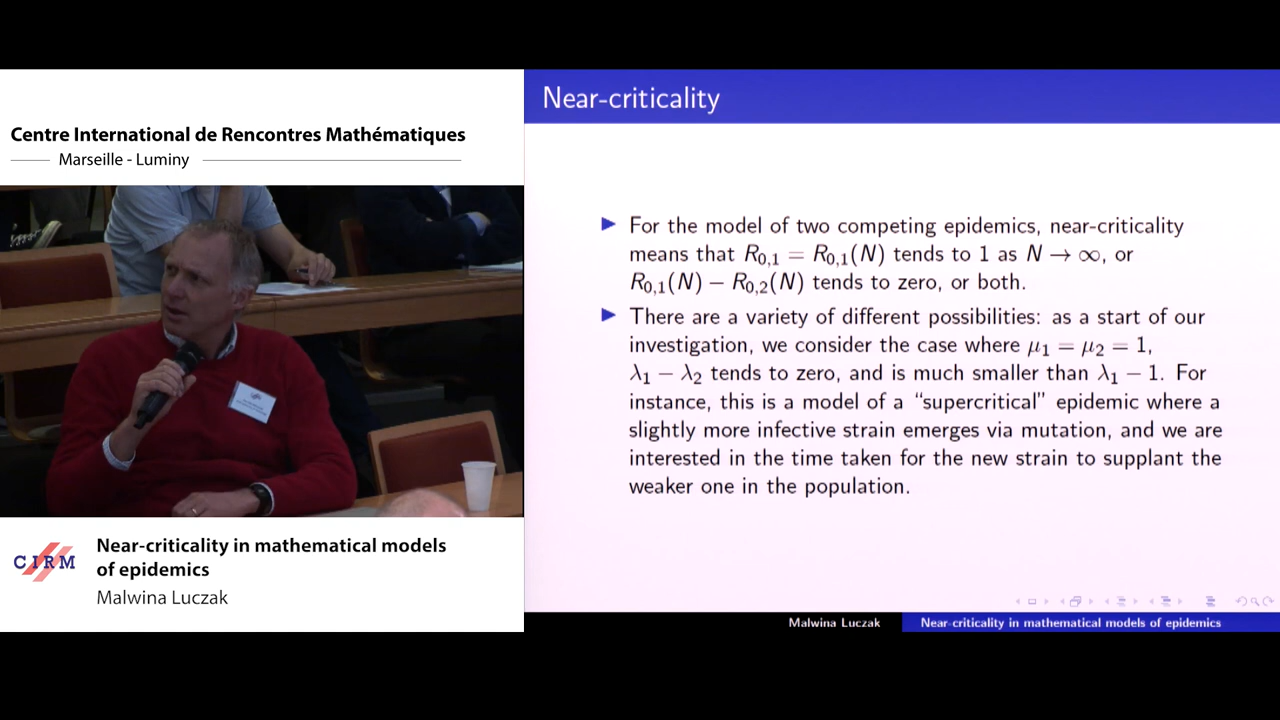 Centre International de Rencontres Mathématiques
Marseille - Luminy
CIRM
Near-criticality in mathematical models
of epidemics
Malwina Luczak
Near-criticality
For the model of two competing epidemics, near-criticality
means that R₀,₁ = R₀,₁(N) tends to 1 as N → ∞, or
R₀,₁(N) − R₀,₂(N) tends to zero, or both.
There are a variety of different possibilities: as a start of our
investigation, we consider the case where μ₁ = μ₂ = 1,
λ₁ − λ₂ tends to zero, and is much smaller than λ₁ − 1. For
instance, this is a model of a “supercritical” epidemic where a
slightly more infective strain emerges via mutation, and we are
interested in the time taken for the new strain to supplant the
weaker one in the population.
Malwina Luczak
Near-criticality in mathematical models of epidemics